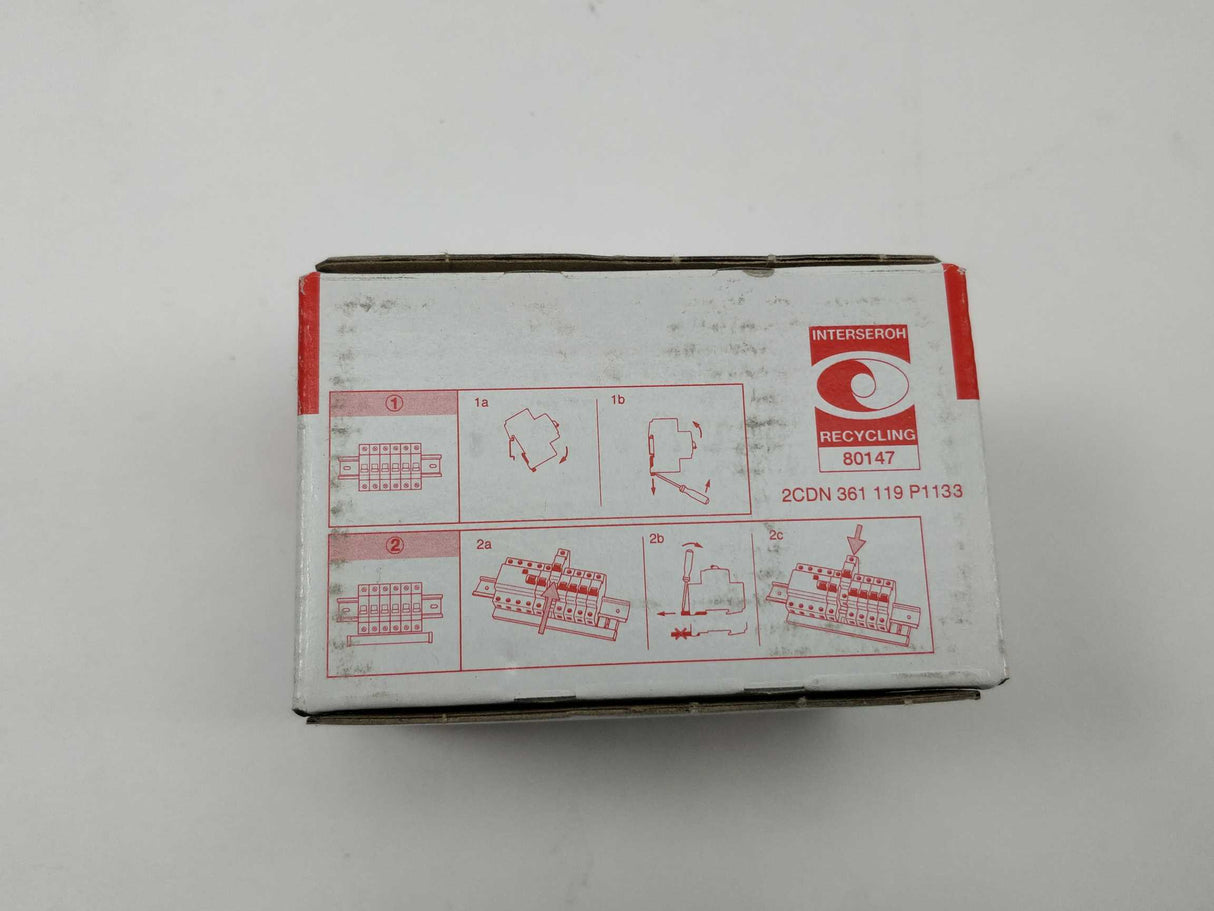 INTERSEROH
RECYCLING
80147
2CDN 361 119 P1133
1
1a
1b
2
2a
2b
2c